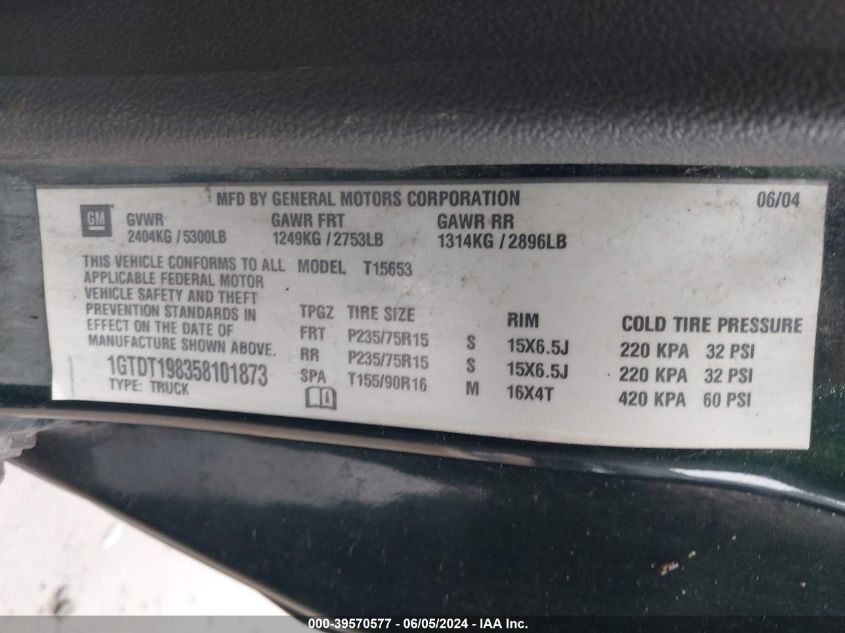 MFD BY GENERAL MOTORS CORPORATION 06/04
GM
GVWR GAWR FRT GAWR RR
2404KG / 5300LB 1249KG / 2753LB 1314KG / 2896LB
THIS VEHICLE CONFORMS TO ALL
APPLICABLE FEDERAL MOTOR
VEHICLE SAFETY AND THEFT
PREVENTION STANDARDS IN
EFFECT ON THE DATE OF
MANUFACTURE SHOWN ABOVE.
1GTDT198358101873
TYPE: TRUCK
MODEL T15653
TPGZ TIRE SIZE RIM COLD TIRE PRESSURE
FRT P235/75R15 S 15X6.5J 220 KPA 32 PSI
RR P235/75R15 S 15X6.5J 220 KPA 32 PSI
SPA T155/90R16 M 16X4T 420 KPA 60 PSI
000-39570577 - 06/05/2024 - IAA Inc.